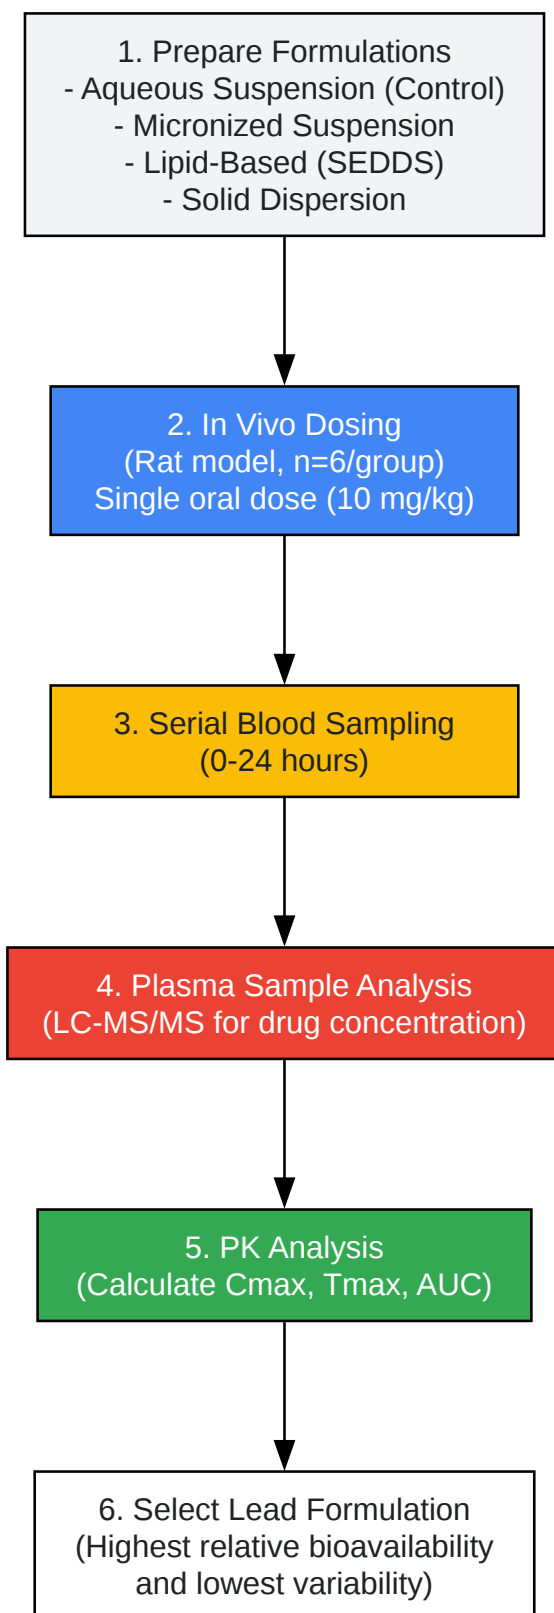 1. Prepare Formulations
- Aqueous Suspension (Control)
- Micronized Suspension
- Lipid-Based (SEDDS)
- Solid Dispersion
2. In Vivo Dosing
(Rat model, n=6/group)
Single oral dose (10 mg/kg)
3. Serial Blood Sampling
(0-24 hours)
4. Plasma Sample Analysis
(LC-MS/MS for drug concentration)
5. PK Analysis
(Calculate Cmax, Tmax, AUC)
6. Select Lead Formulation
(Highest relative bioavailability
and lowest variability)